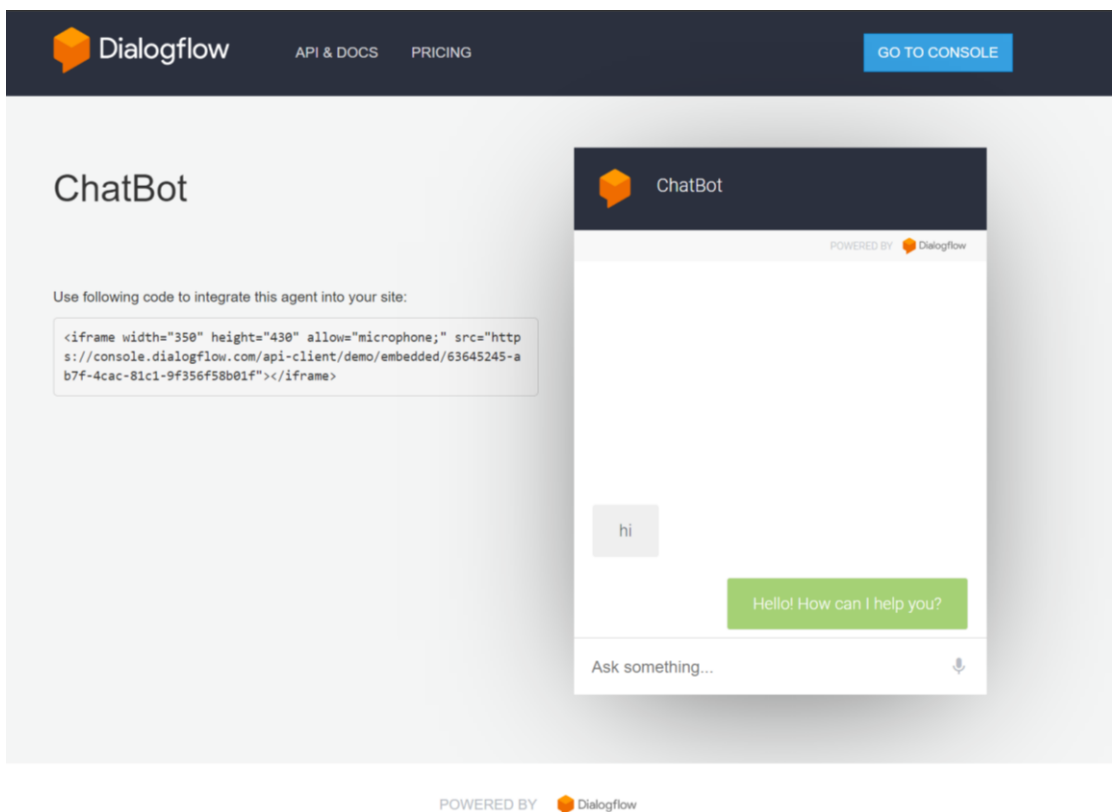 Dialogflow
API & DOCS
PRICING
GO TO CONSOLE
ChatBot
Use following code to integrate this agent into your site:
<iframe width="350" height="430" allow="microphone;" src="http
s://console.dialogflow.com/api-client/demo/embedded/63645245-a
b7f-4cac-81c1-9f356f58b01f"></iframe>
ChatBot
POWERED BY Dialogflow
hi
Hello! How can I help you?
Ask something...
POWERED BY Dialogflow